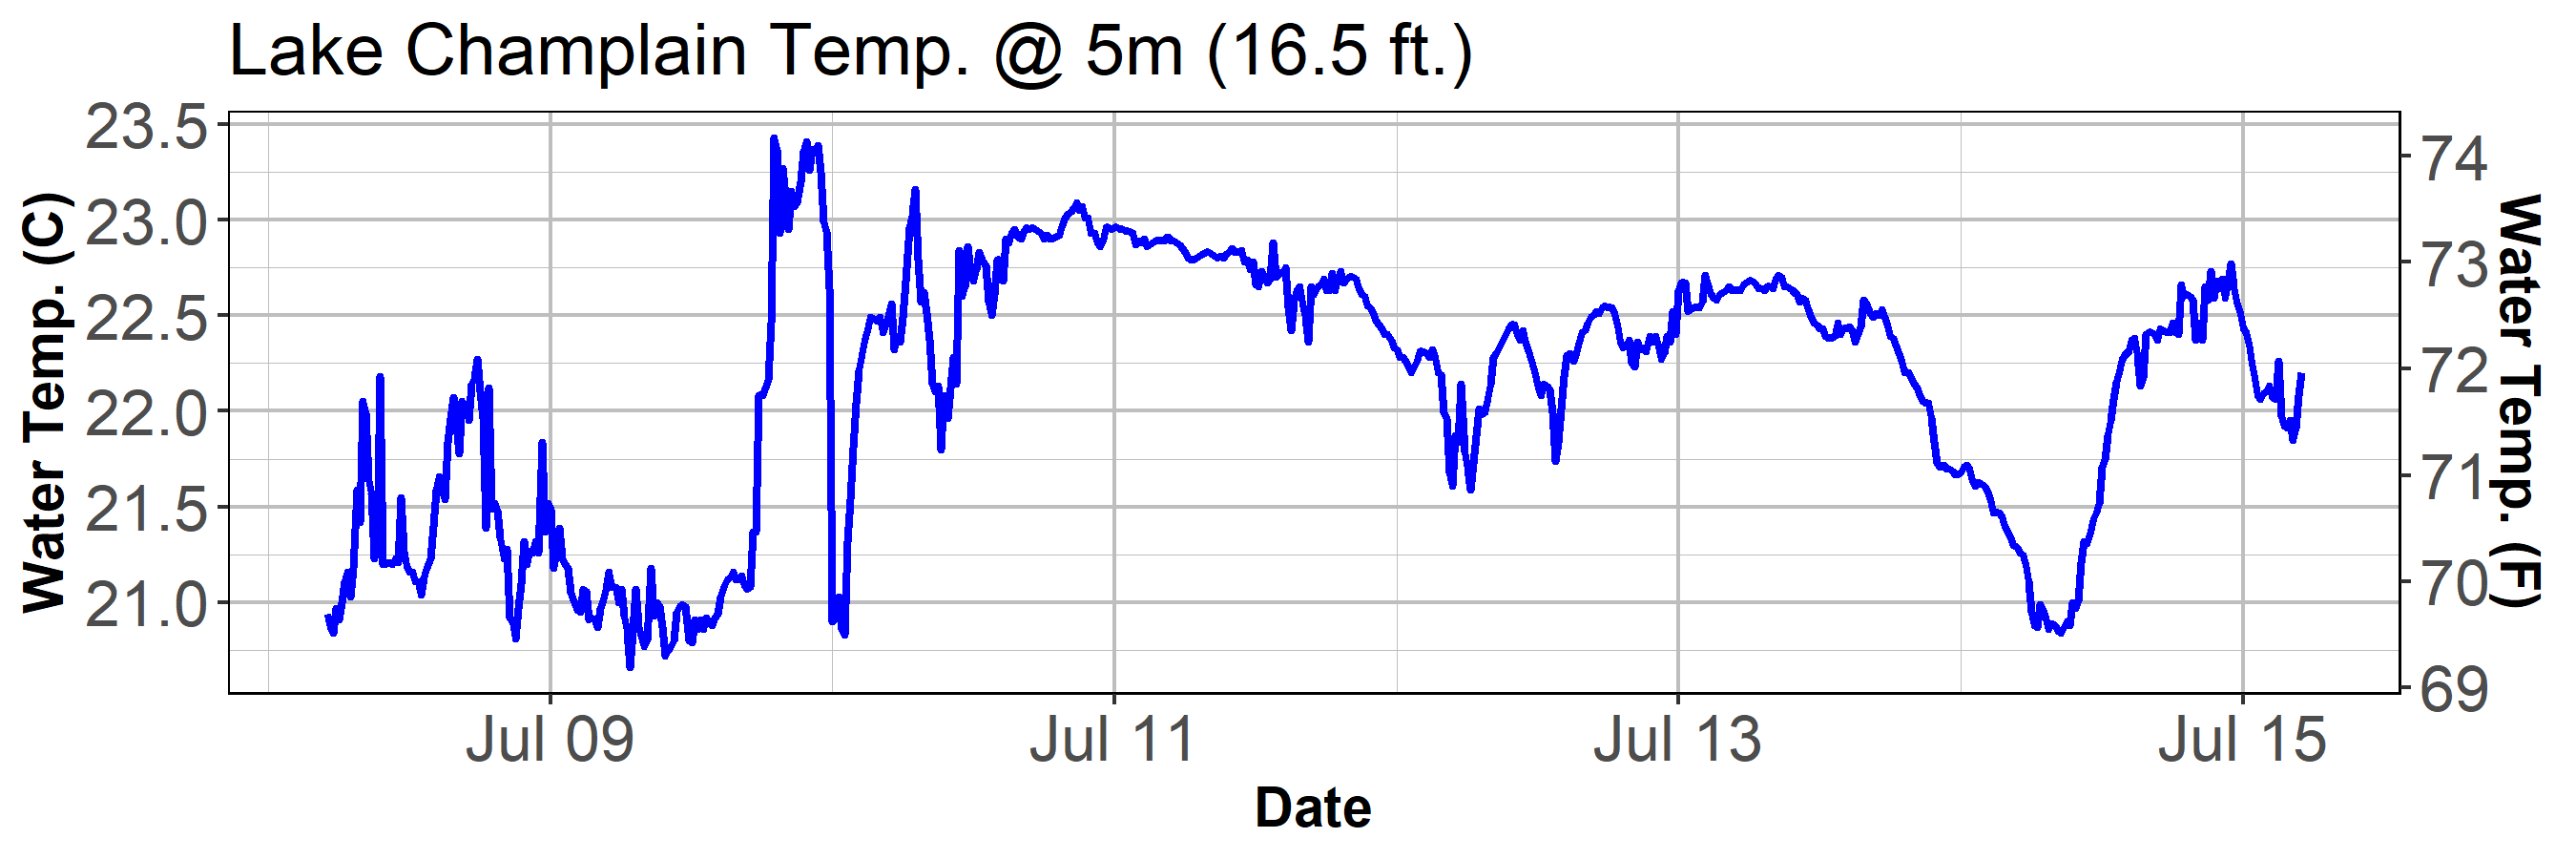 Lake Champlain Temp. @ 5m (16.5 ft.)
Water Temp. (C)
23.5
23.0
22.5
22.0
21.5
21.0
74
73
72
71
70
69
Water Temp. (F)
Jul 09
Jul 11
Jul 13
Jul 15
Date